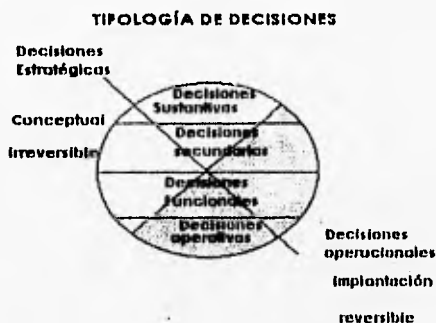 TIPOLOGÍA DE DECISIONES
Decisiones
Estratégicas
Decisiones
Sustantivas
Conceptual
Decisiones
secundarias
irreversible
Decisiones
funcionales
Decisiones
operativas
Decisiones
operacionales
implantación
reversible